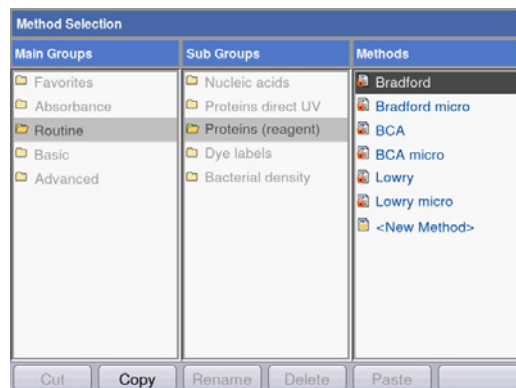 Method Selection
Main Groups
Sub Groups
Methods
Favorites
Absorbance
Routine
Basic
Advanced
Nucleic acids
Proteins direct UV
Proteins (reagent)
Dye labels
Bacterial density
Bradford
Bradford micro
BCA
BCA micro
Lowry
Lowry micro
<New Method>
Cut
Copy
Rename
Delete
Paste